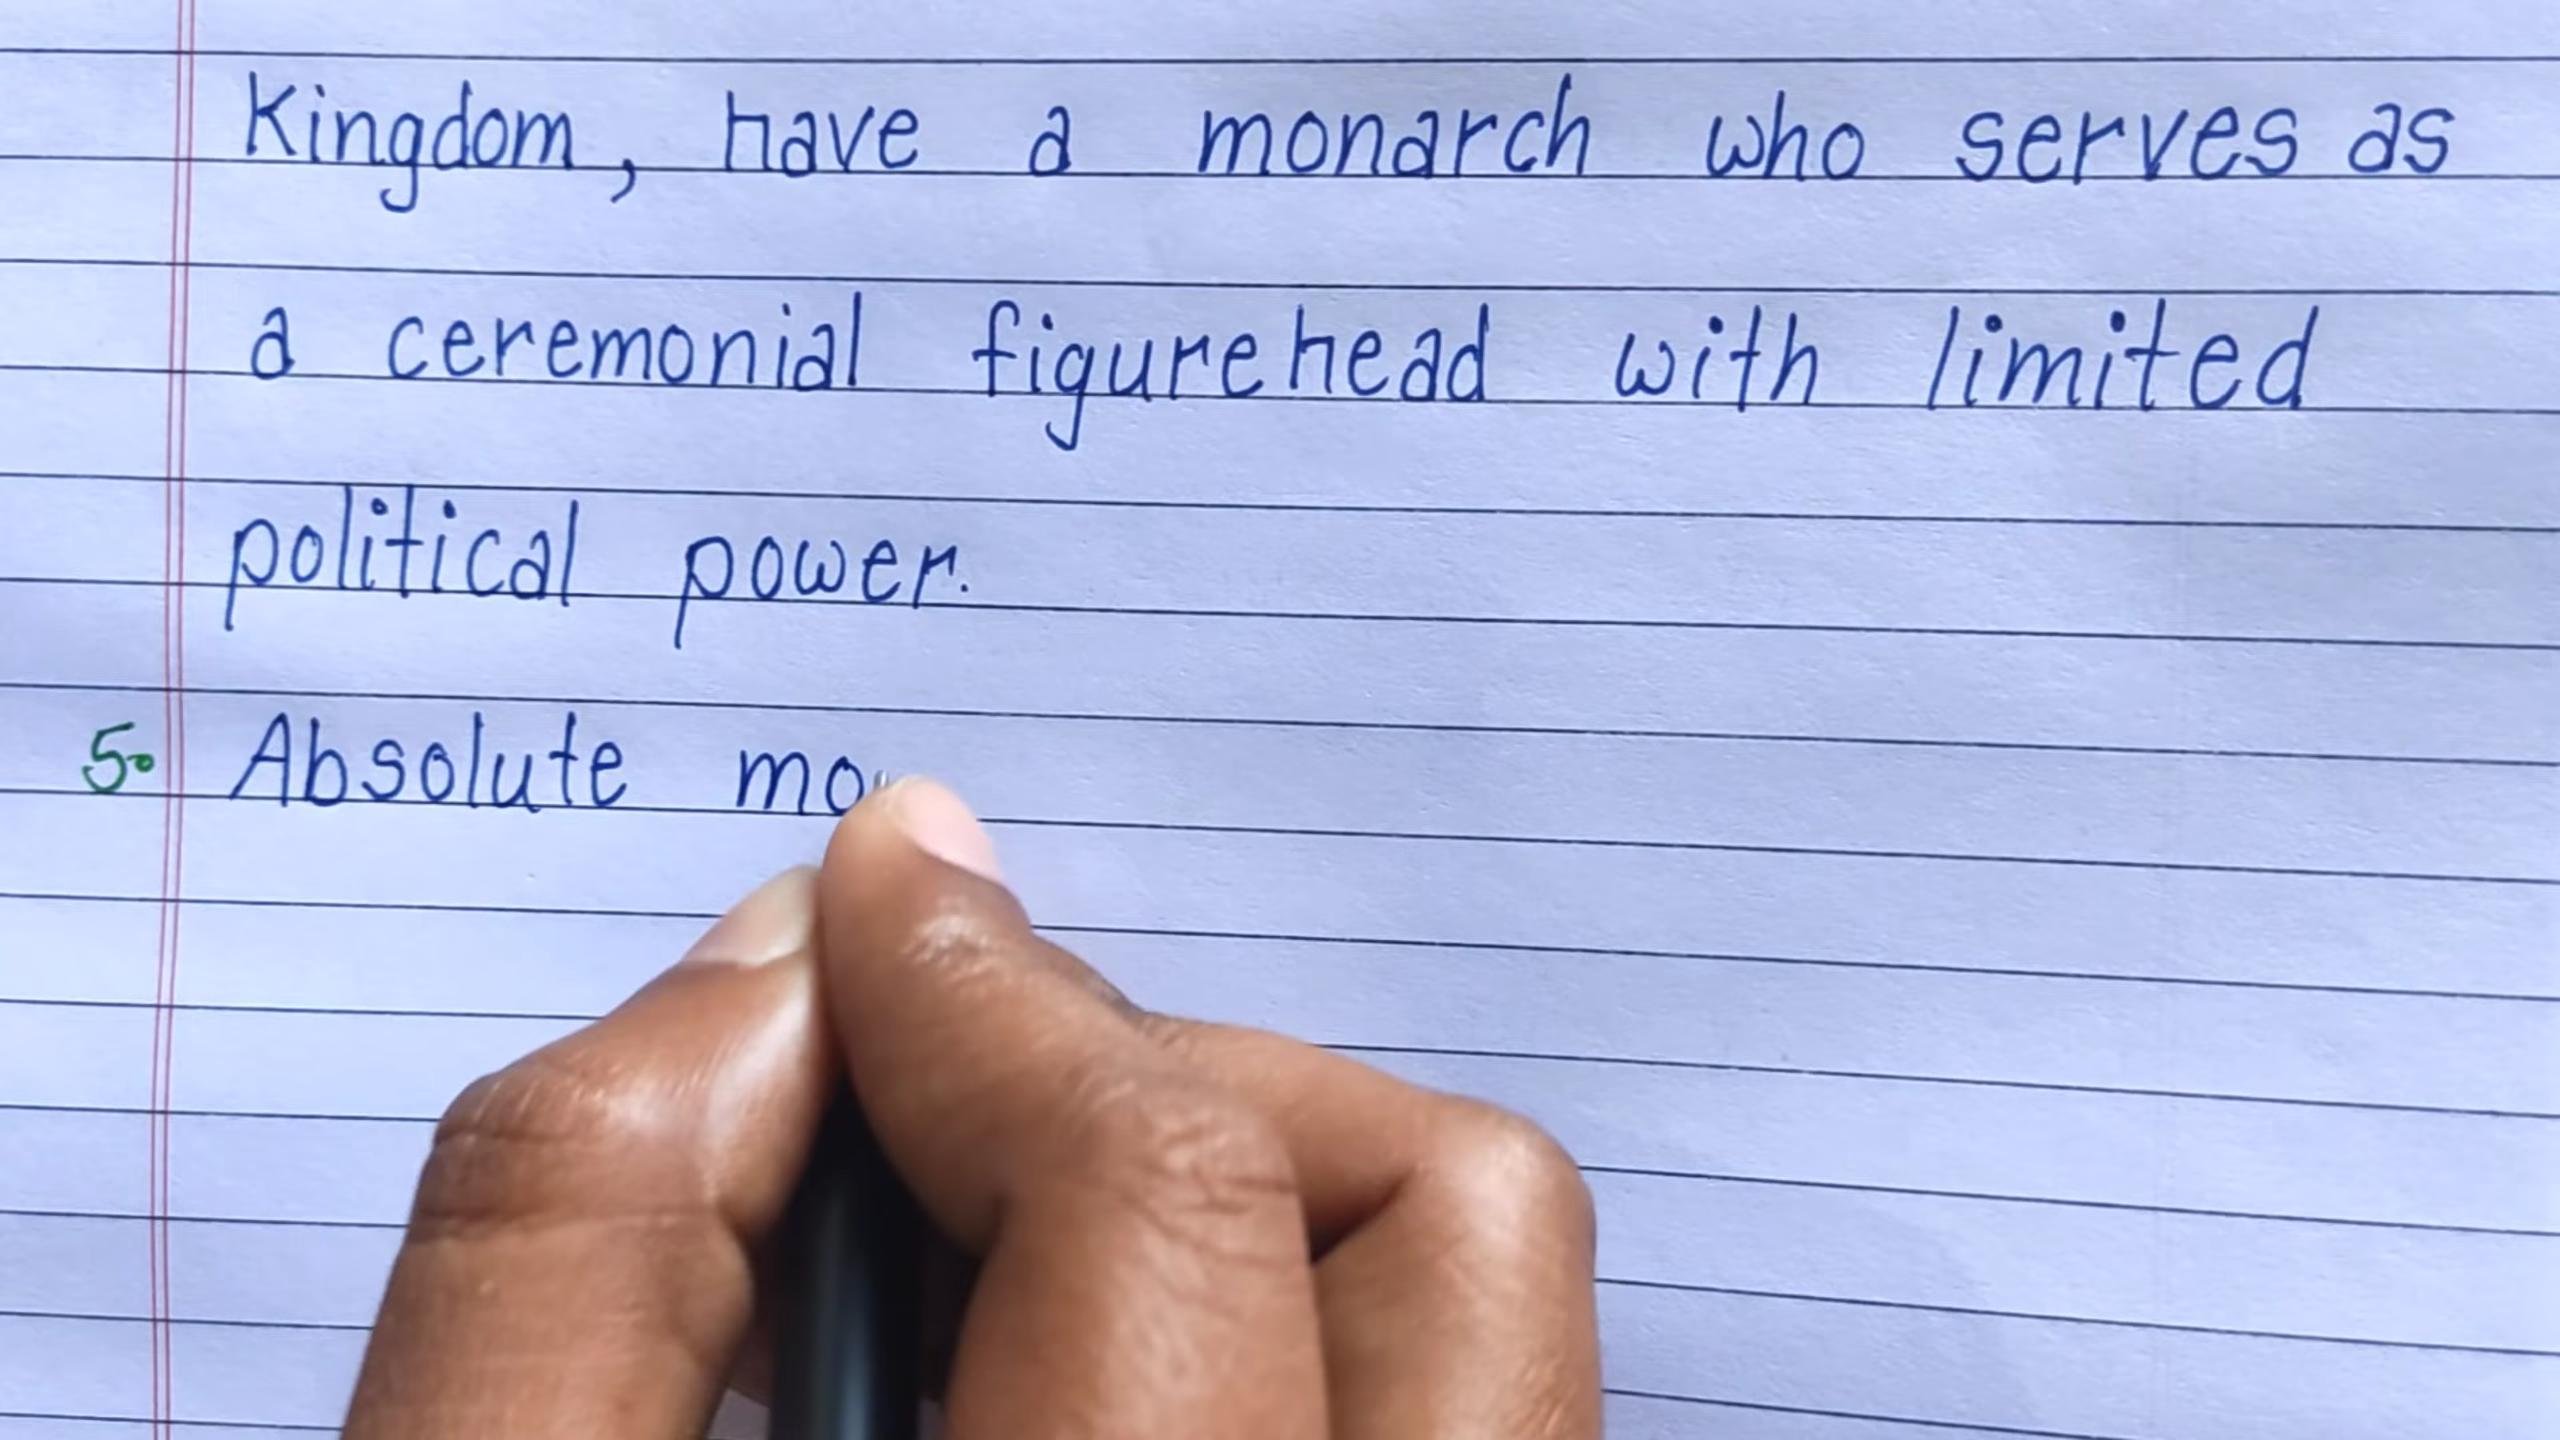 Kingdom, have a monarch who serves as
a ceremonial figurehead with limited
political power.
5. Absolute mo